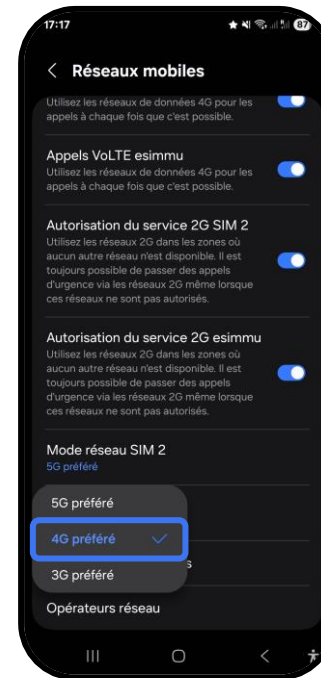 17:17
87
Réseaux mobiles
Utilisez les réseaux de données 4G pour les
appels à chaque fois que c'est possible.
Appels VoLTE esimmu
Utilisez les réseaux de données 4G pour les
appels à chaque fois que c'est possible.
Autorisation du service 2G SIM 2
Utilisez les réseaux 2G dans les zones où
aucun autre réseau n'est disponible. Il est
toujours possible de passer des appels
d'urgence via les réseaux 2G même lorsque
ces réseaux ne sont pas autorisés.
Autorisation du service 2G esimmu
Utilisez les réseaux 2G dans les zones où
aucun autre réseau n'est disponible. Il est
toujours possible de passer des appels
d'urgence via les réseaux 2G même lorsque
ces réseaux ne sont pas autorisés.
Mode réseau SIM 2
5G préféré
5G préféré
4G préféré
3G préféré
Opérateurs réseau